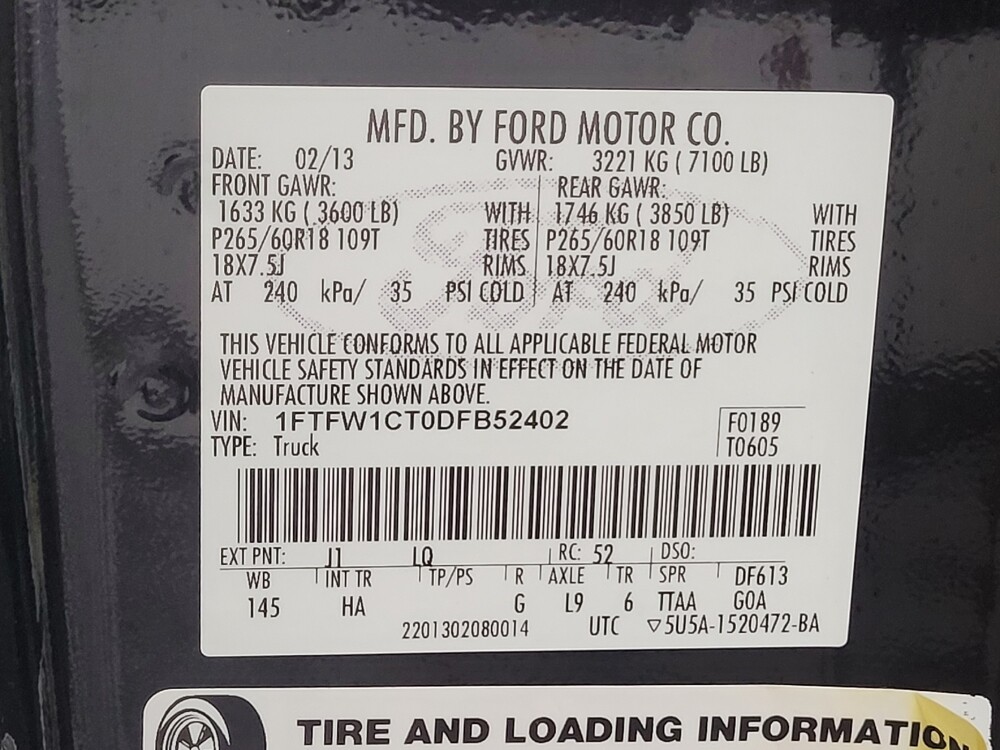 MFD. BY FORD MOTOR CO.
DATE: 02/13 GVWR: 3221 KG ( 7100 LB)
FRONT GAWR: REAR GAWR:
1633 KG ( 3600 LB) WITH 1746 KG ( 3850 LB) WITH
P265/60R18 109T TIRES P265/60R18 109T TIRES
18X7.5J RIMS 18X7.5J RIMS
AT 240 kPa/ 35 PSI COLD AT 240 kPa/ 35 PSI COLD
Ford
THIS VEHICLE CONFORMS TO ALL APPLICABLE FEDERAL MOTOR
VEHICLE SAFETY STANDARDS IN EFFECT ON THE DATE OF
MANUFACTURE SHOWN ABOVE.
VIN: 1FTFW1CT0DFB52402 F0189
TYPE: Truck T0605
EXT PNT: J1 LQ RC: 52 DSO:
WB INT TR TP/PS R AXLE TR SPR DF613
145 HA G L9 6 TTAA G0A
2201302080014 UTC ▽5U5A-1520472-BA
TIRE AND LOADING INFORMATION